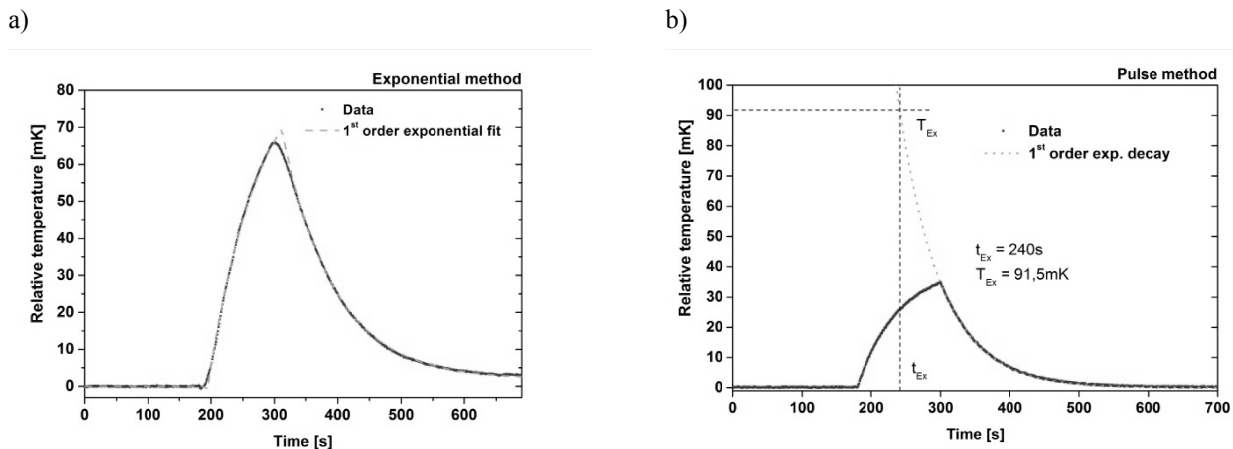 a)
Exponential method
Data
1st order exponential fit
Relative temperature [mK]
80
70
60
50
40
30
20
10
0
0 100 200 300 400 500 600
Time [s]
b)
Pulse method
TEx
Data
1st order exp. decay
tEx = 240s
TEx = 91,5mK
tEx
Relative temperature [mK]
100
90
80
70
60
50
40
30
20
10
0
0 100 200 300 400 500 600 700
Time [s]